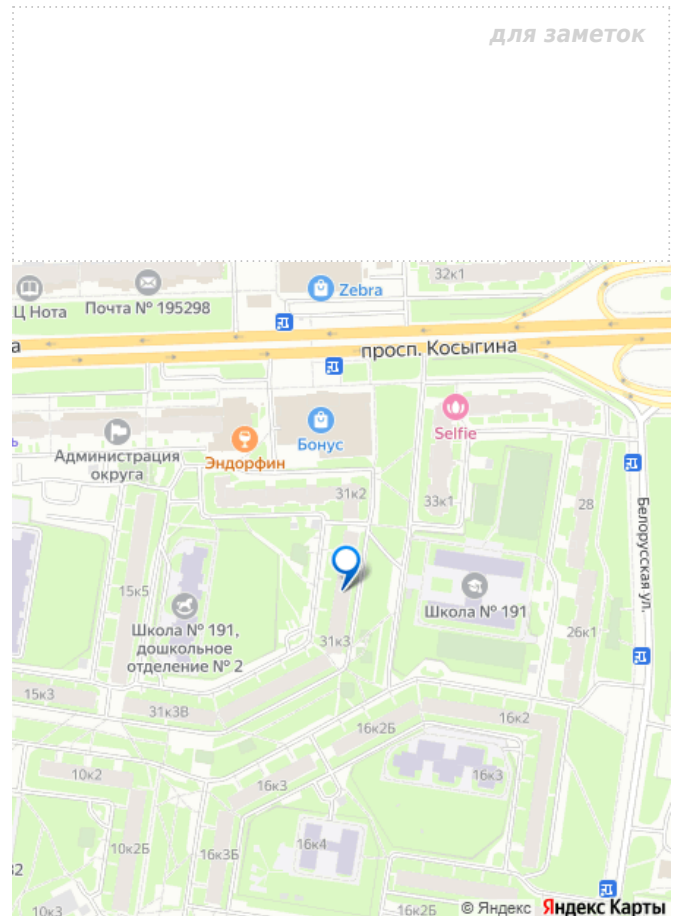 для заметок
32к1
Zebra
Ц Нота
Почта № 195298
а
просп. Косыгина
Selfie
Бонус
Администрация
округа
Эндорфин
31к2
33к1
28
Белорусская ул.
15к5
Школа № 191,
дошкольное
отделение № 2
Школа № 191
31к3
26к1
15к3
31к3В
16к2Б
16к2
10к2
16к3
16к3
10к2Б
16к3Б
16к4
32
10к3
16к2Б
© Яндекс Яндекс Карты